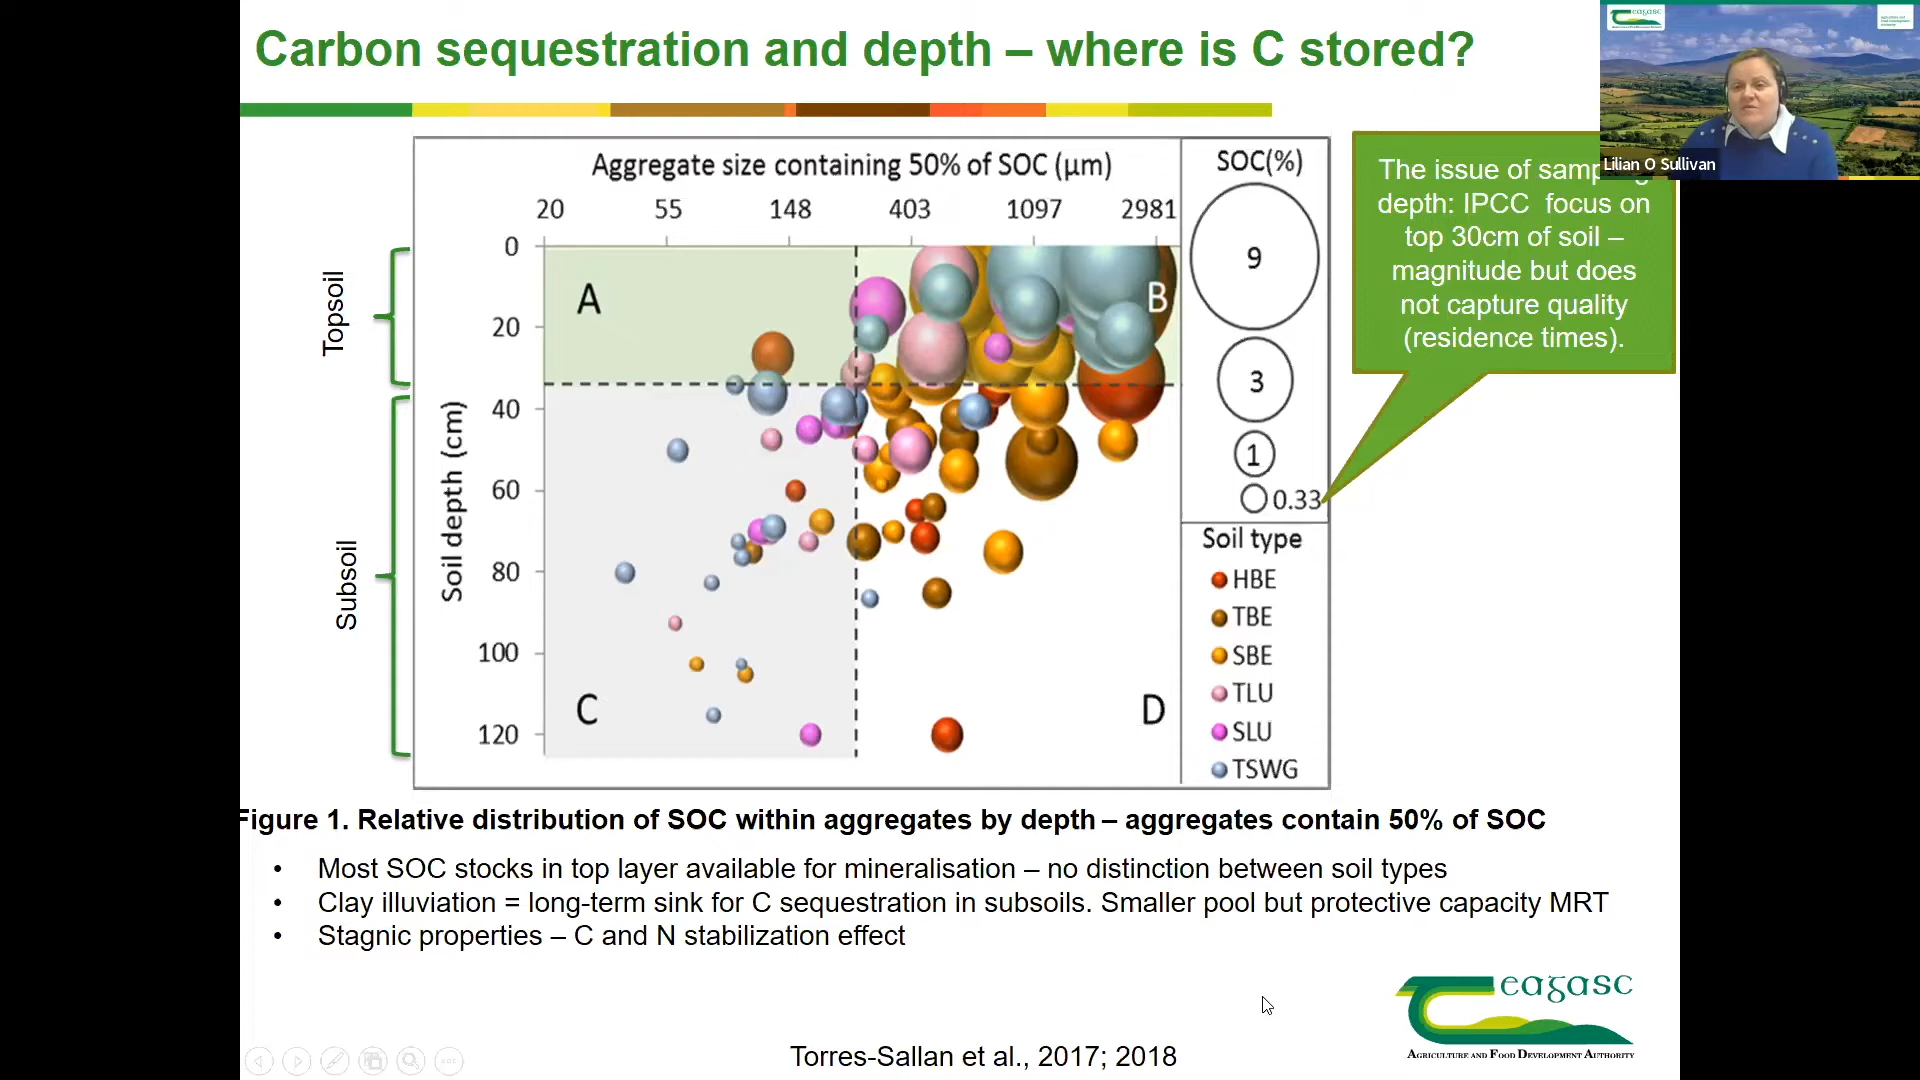 Carbon sequestration and depth – where is C stored?
eagasc
Lilian O Sullivan
The issue of samp
depth: IPCC focus on
top 30cm of soil –
magnitude but does
not capture quality
(residence times).
Aggregate size containing 50% of SOC (µm)
20 55 148 403 1097 2981
SOC(%)
9
3
1
0.33
Topsoil
Subsoil
Soil depth (cm)
0
20
40
60
80
100
120
A
B
C
D
Soil type
HBE
TBE
SBE
TLU
SLU
TSWG
Figure 1. Relative distribution of SOC within aggregates by depth – aggregates contain 50% of SOC
• Most SOC stocks in top layer available for mineralisation – no distinction between soil types
• Clay illuviation = long-term sink for C sequestration in subsoils. Smaller pool but protective capacity MRT
• Stagnic properties – C and N stabilization effect
eagasc
AGRICULTURE AND FOOD DEVELOPMENT AUTHORITY
Torres-Sallan et al., 2017; 2018